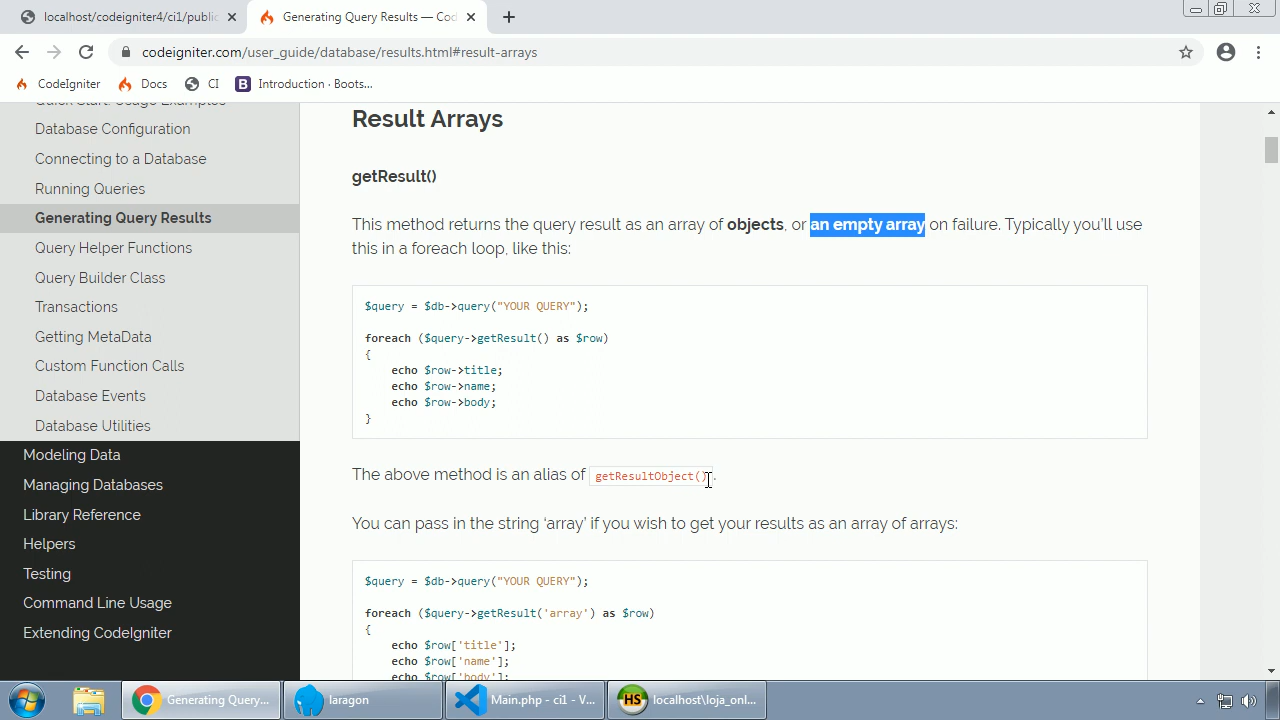 localhost/codeigniter4/ci1/public
Generating Query Results — Cod
codeigniter.com/user_guide/database/results.html#result-arrays
CodeIgniter
Docs
CI
B
Introduction · Boots...
Quick Start: Usage Examples
Database Configuration
Connecting to a Database
Running Queries
Generating Query Results
Query Helper Functions
Query Builder Class
Transactions
Getting MetaData
Custom Function Calls
Database Events
Database Utilities
Modeling Data
Managing Databases
Library Reference
Helpers
Testing
Command Line Usage
Extending CodeIgniter
Result Arrays
getResult()
This method returns the query result as an array of objects, or an empty array on failure. Typically you’ll use
this in a foreach loop, like this:
$query = $db->query("YOUR QUERY");
foreach ($query->getResult() as $row)
{
echo $row->title;
echo $row->name;
echo $row->body;
}
The above method is an alias of getResultObject().
You can pass in the string ‘array’ if you wish to get your results as an array of arrays:
$query = $db->query("YOUR QUERY");
foreach ($query->getResult('array') as $row)
{
echo $row['title'];
echo $row['name'];
echo $row['body'];
Generating Query...
laragon
Main.php - ci1 - V...
HS
localhost\loja_onl...